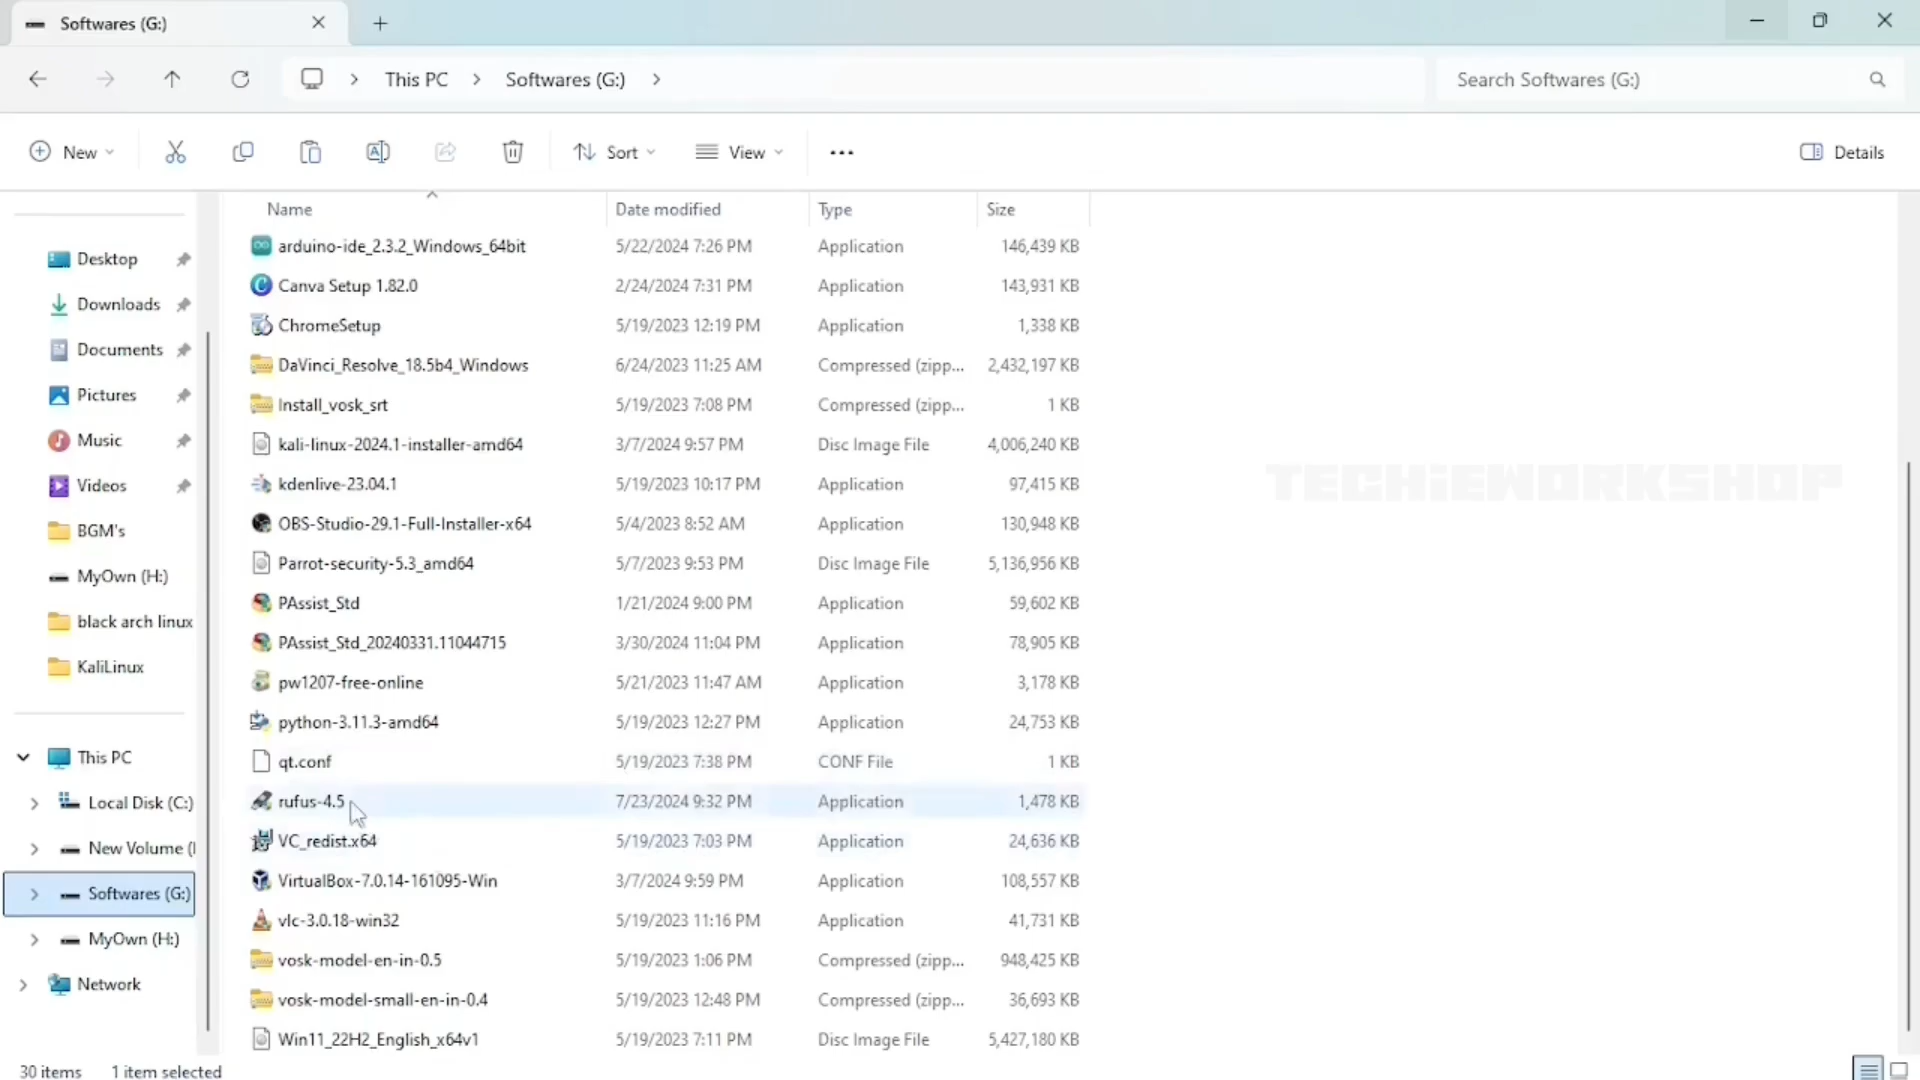 Softwares (G:)
This PC > Softwares (G:) >
Search Softwares (G:)
New
Sort
View
Details
Name Date modified Type Size
arduino-ide_2.3.2_Windows_64bit 5/22/2024 7:26 PM Application 146,439 KB
Canva Setup 1.82.0 2/24/2024 7:31 PM Application 143,931 KB
ChromeSetup 5/19/2023 12:19 PM Application 1,338 KB
DaVinci_Resolve_18.5b4_Windows 6/24/2023 11:25 AM Compressed (zipp... 2,432,197 KB
Install_vosk_srt 5/19/2023 7:08 PM Compressed (zipp... 1 KB
kali-linux-2024.1-installer-amd64 3/7/2024 9:57 PM Disc Image File 4,006,240 KB
kdenlive-23.04.1 5/19/2023 10:17 PM Application 97,415 KB
OBS-Studio-29.1-Full-Installer-x64 5/4/2023 8:52 AM Application 130,948 KB
Parrot-security-5.3_amd64 5/7/2023 9:53 PM Disc Image File 5,136,956 KB
PAssist_Std 1/21/2024 9:00 PM Application 59,602 KB
PAssist_Std_20240331.11044715 3/30/2024 11:04 PM Application 78,905 KB
pw1207-free-online 5/21/2023 11:47 AM Application 3,178 KB
python-3.11.3-amd64 5/19/2023 12:27 PM Application 24,753 KB
qt.conf 5/19/2023 7:38 PM CONF File 1 KB
rufus-4.5 7/23/2024 9:32 PM Application 1,478 KB
VC_redist.x64 5/19/2023 7:03 PM Application 24,636 KB
VirtualBox-7.0.14-161095-Win 3/7/2024 9:59 PM Application 108,557 KB
vlc-3.0.18-win32 5/19/2023 11:16 PM Application 41,731 KB
vosk-model-en-in-0.5 5/19/2023 1:06 PM Compressed (zipp... 948,425 KB
vosk-model-small-en-in-0.4 5/19/2023 12:48 PM Compressed (zipp... 36,693 KB
Win11_22H2_English_x64v1 5/19/2023 7:11 PM Disc Image File 5,427,180 KB
Desktop
Downloads
Documents
Pictures
Music
Videos
BGM's
MyOwn (H:)
black arch linux
KaliLinux
This PC
Local Disk (C:)
New Volume (
Softwares (G:)
MyOwn (H:)
Network
TECHiEWORKSHOP
30 items 1 item selected